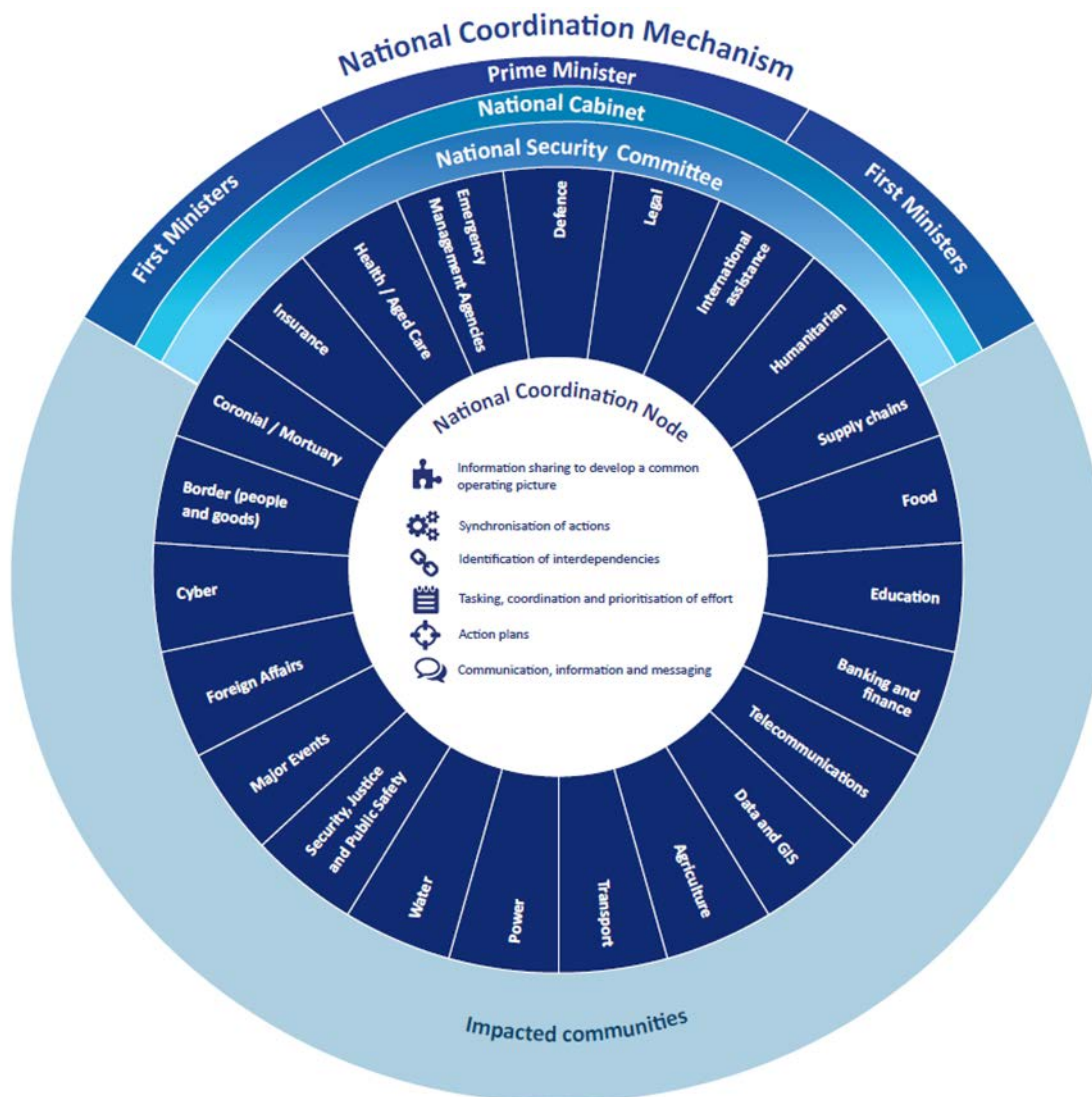 National Coordination Mechanism
Prime Minister
First Ministers
First Ministers
National Cabinet
National Security Committee
Defence
Legal
International
assistance
Humanitarian
Supply chains
Food
Education
Banking and
finance
Telecommunications
Data and GIS
Agriculture
Transport
Power
Water
Security, Justice
and Public Safety
Major Events
Foreign Affairs
Cyber
Border (people
and goods)
Coronial / Mortuary
Insurance
Health / Aged Care
Emergency
Management Agencies
National Coordination Node
Information sharing to develop a common
operating picture
Synchronisation of actions
Identification of interdependencies
Tasking, coordination and prioritisation of effort
Action plans
Communication, information and messaging
Impacted communities